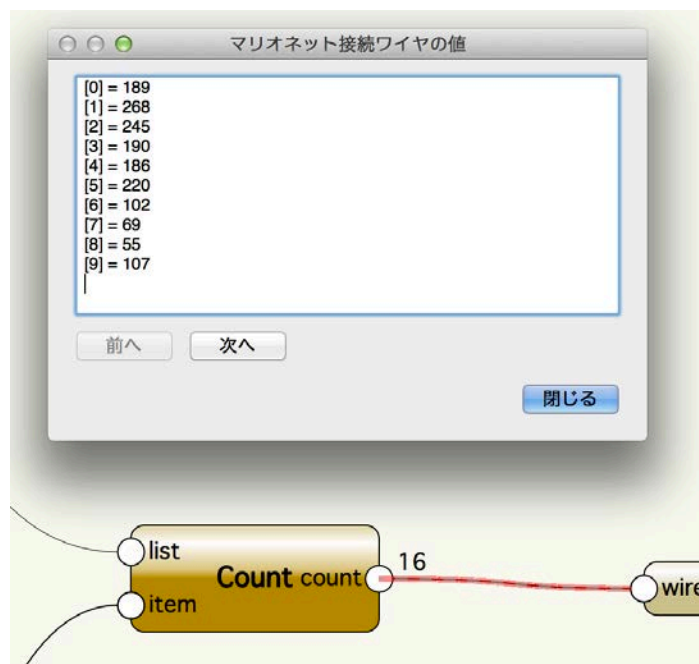 マリオネット接続ワイヤの値
[0] = 189
[1] = 268
[2] = 245
[3] = 190
[4] = 186
[5] = 220
[6] = 102
[7] = 69
[8] = 55
[9] = 107
前へ 次へ
閉じる
list
Count count 16
item
wire